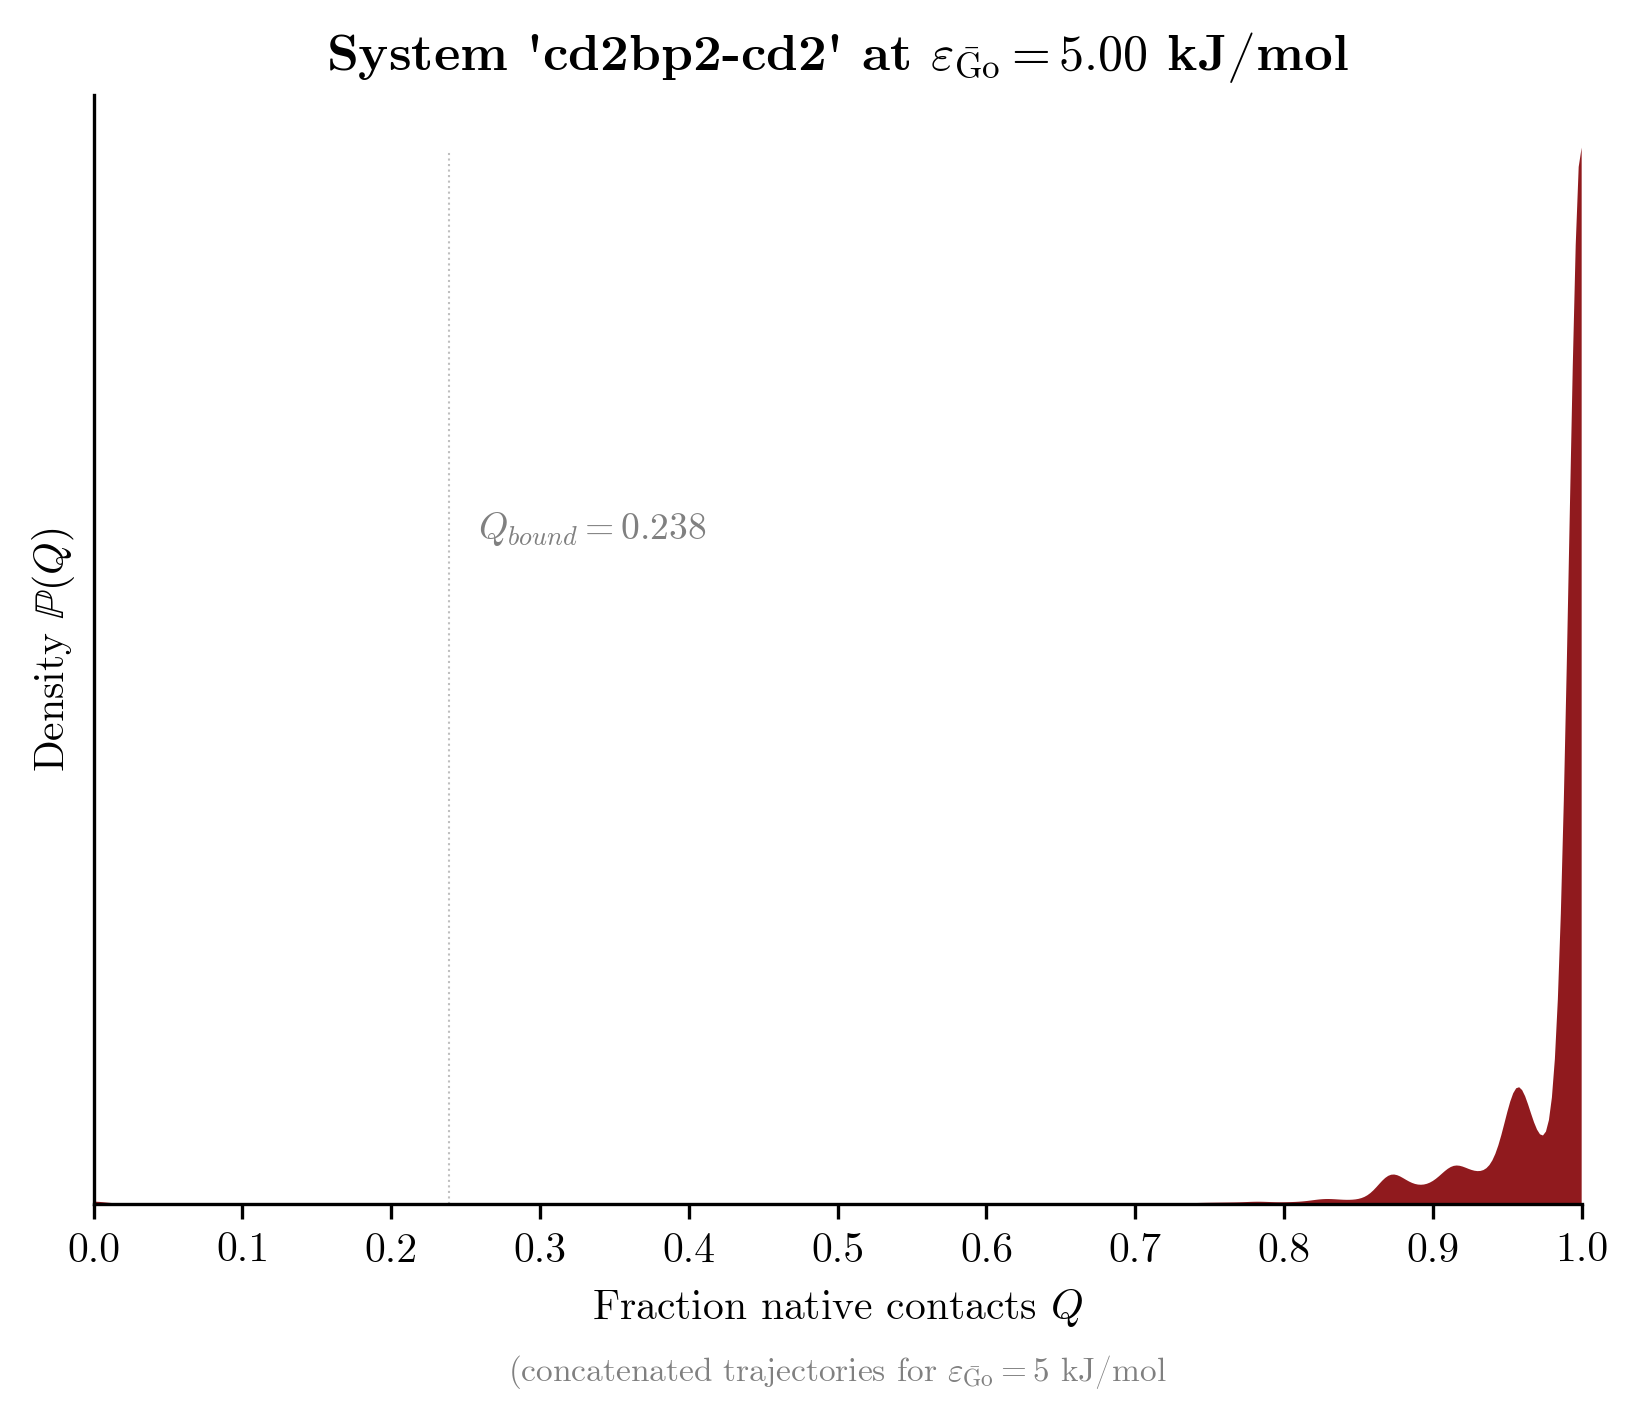 System 'cd2bp2-cd2' at ε_Ḡo = 5.00 kJ/mol
Density ℙ(Q)
Q_bound = 0.238
0.0 0.1 0.2 0.3 0.4 0.5 0.6 0.7 0.8 0.9 1.0
Fraction native contacts Q
(concatenated trajectories for ε_Ḡo = 5 kJ/mol